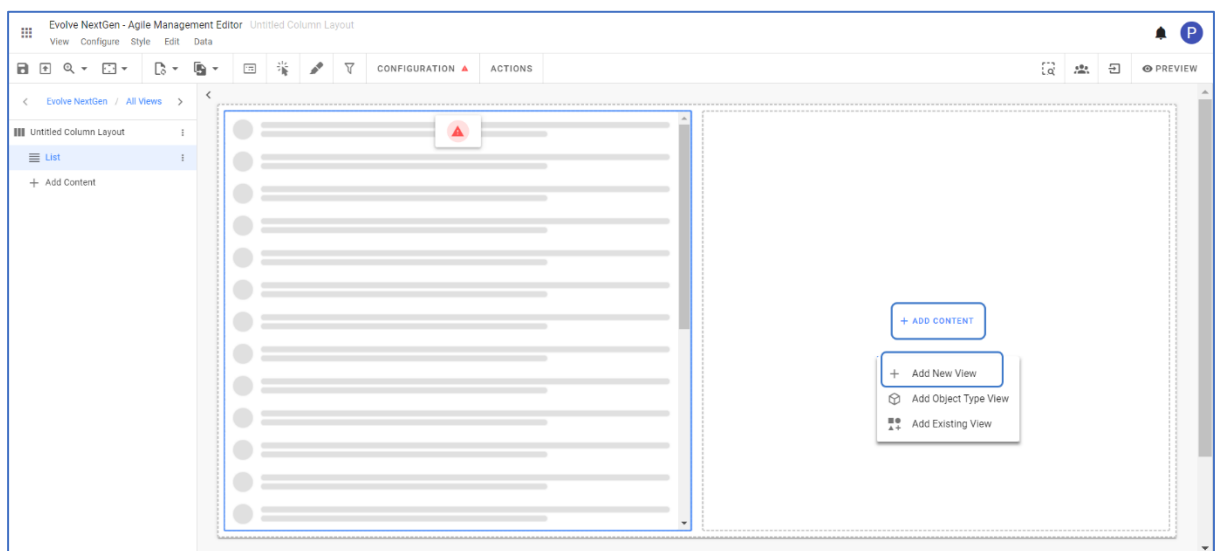 Evolve NextGen - Agile Management Editor Untitled Column Layout
View Configure Style Edit Data
P
CONFIGURATION ACTIONS PREVIEW
Evolve NextGen / All Views
Untitled Column Layout
List
+ Add Content
+ ADD CONTENT
+ Add New View
Add Object Type View
Add Existing View